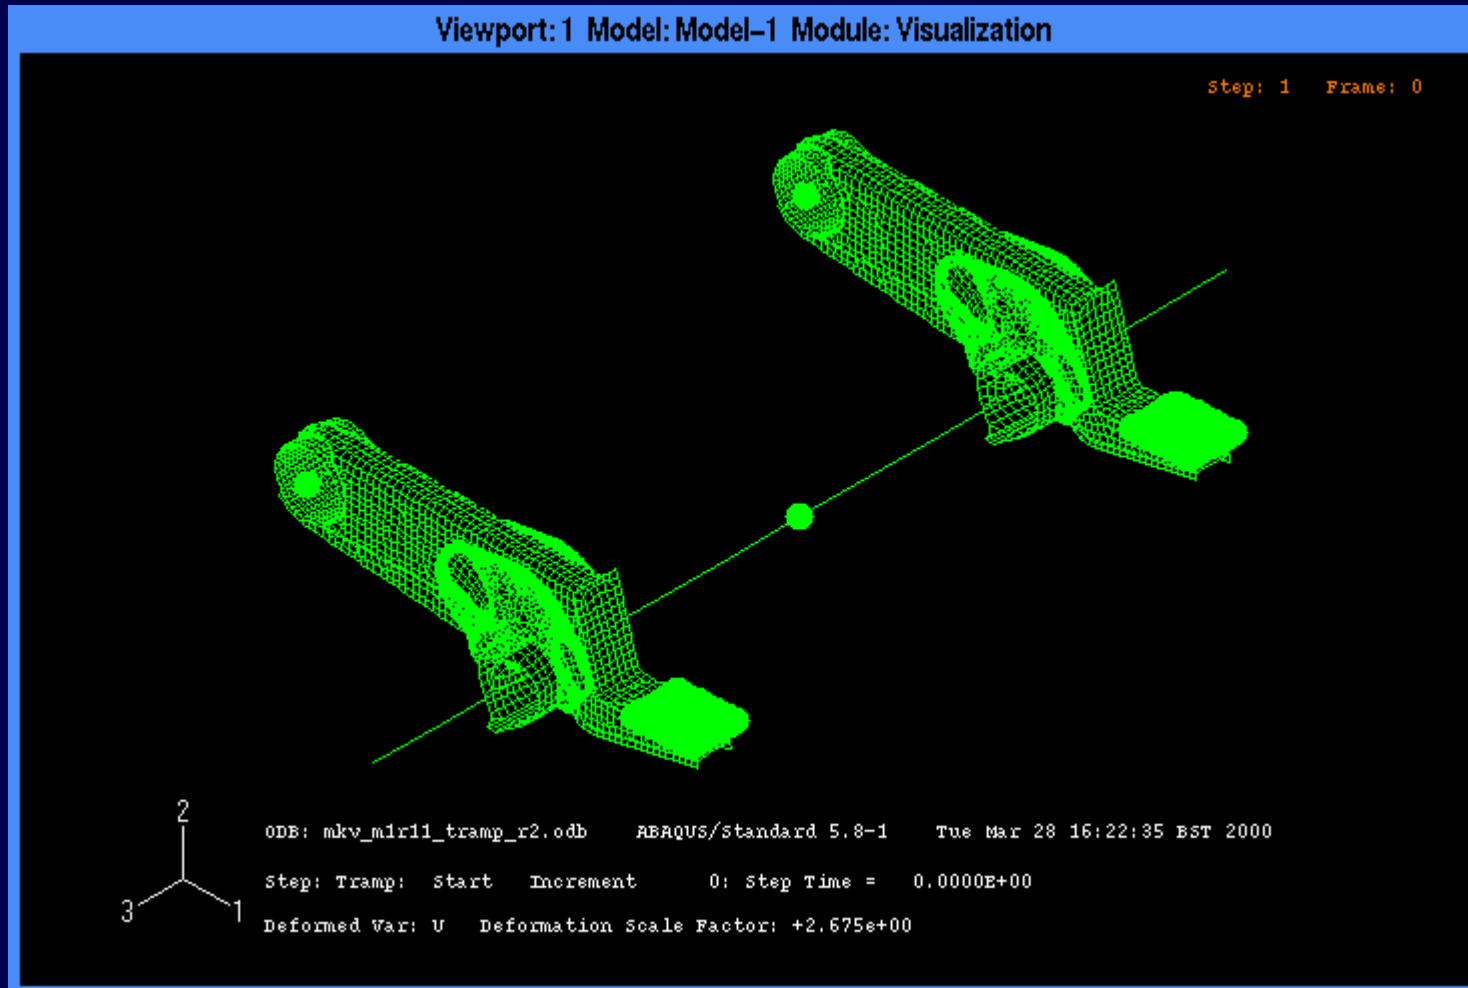 Viewport: 1 Model: Model-1 Module: Visualization
Step: 1 Frame: 0
2
3
1
ODB: mkv_m1r11_tramp_r2.odb ABAQUS/Standard 5.8-1 Tue Mar 28 16:22:35 BST 2000
Step: Tramp: Start Increment 0: Step Time = 0.0000E+00
Deformed Var: U Deformation Scale Factor: +2.675e+00